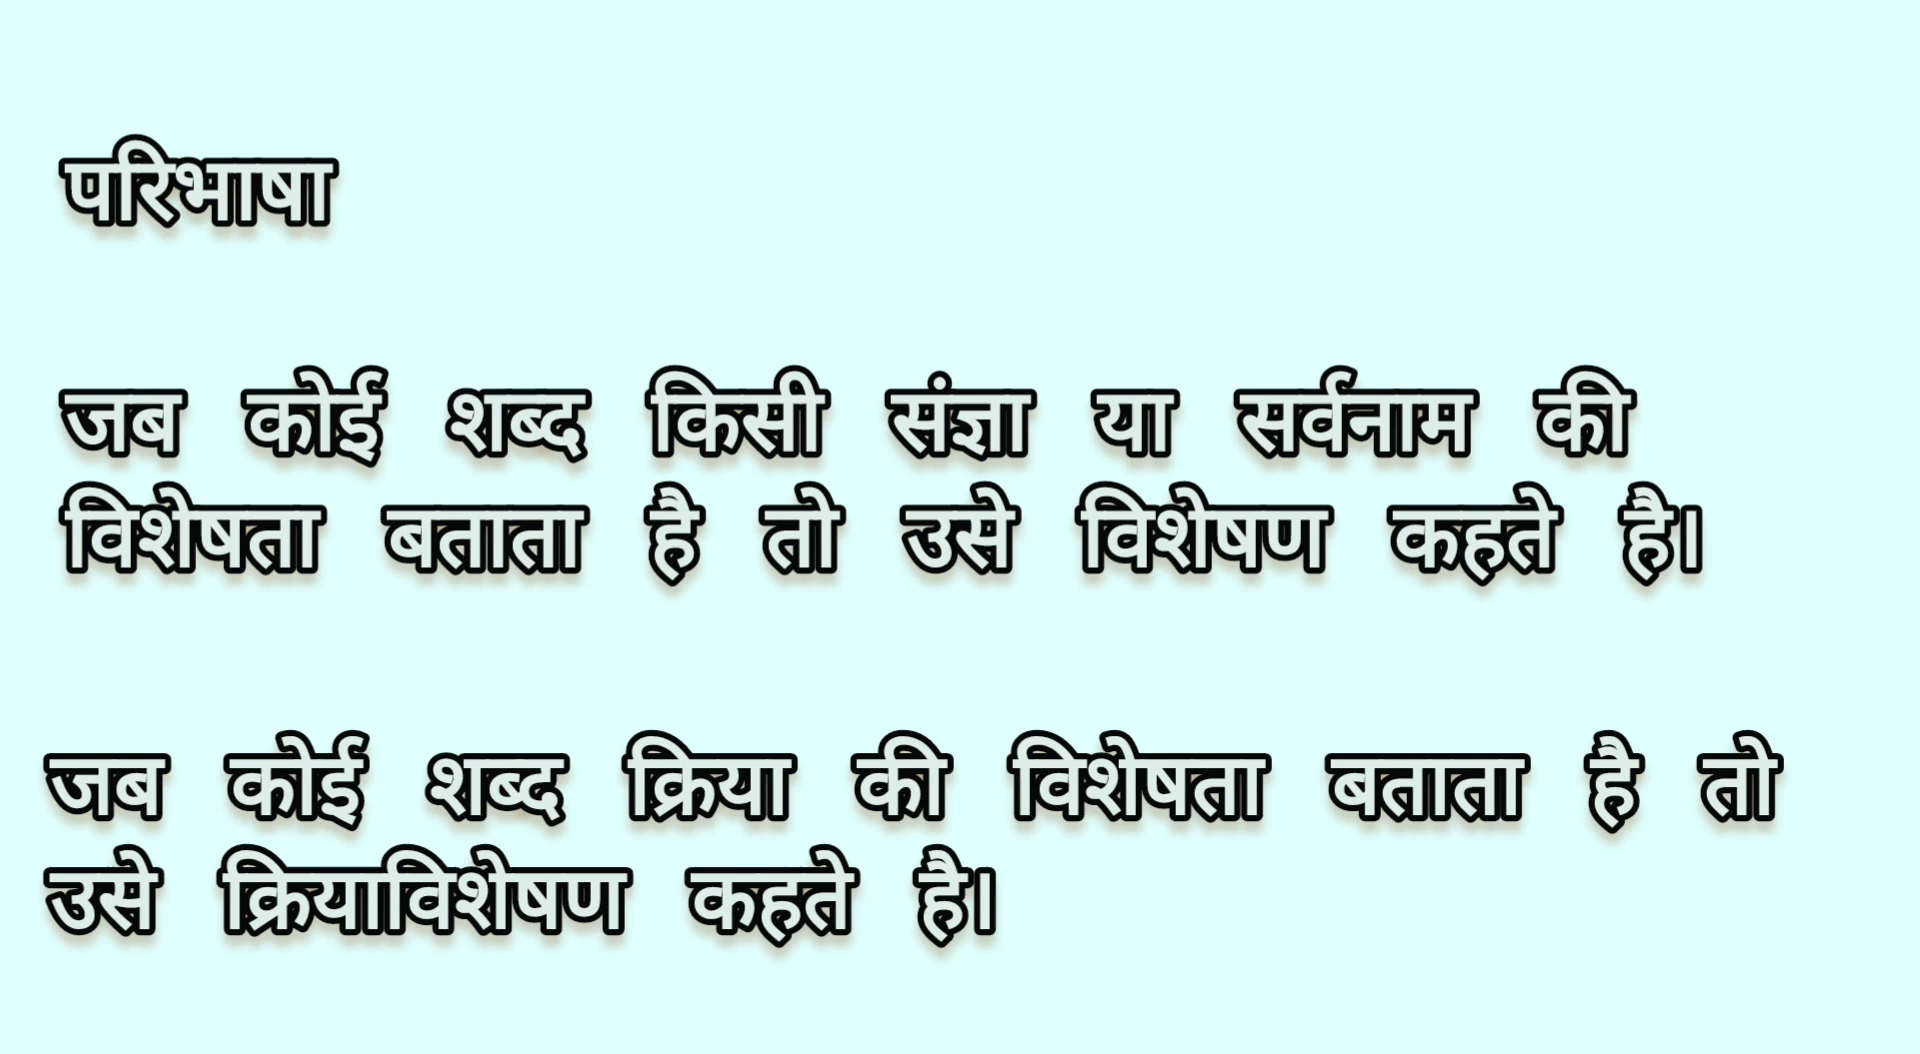 परिभाषा
जब कोई शब्द किसी संज्ञा या सर्वनाम की
विशेषता बताता है तो उसे विशेषण कहते है।
जब कोई शब्द क्रिया की विशेषता बताता है तो
उसे क्रियाविशेषण कहते है।